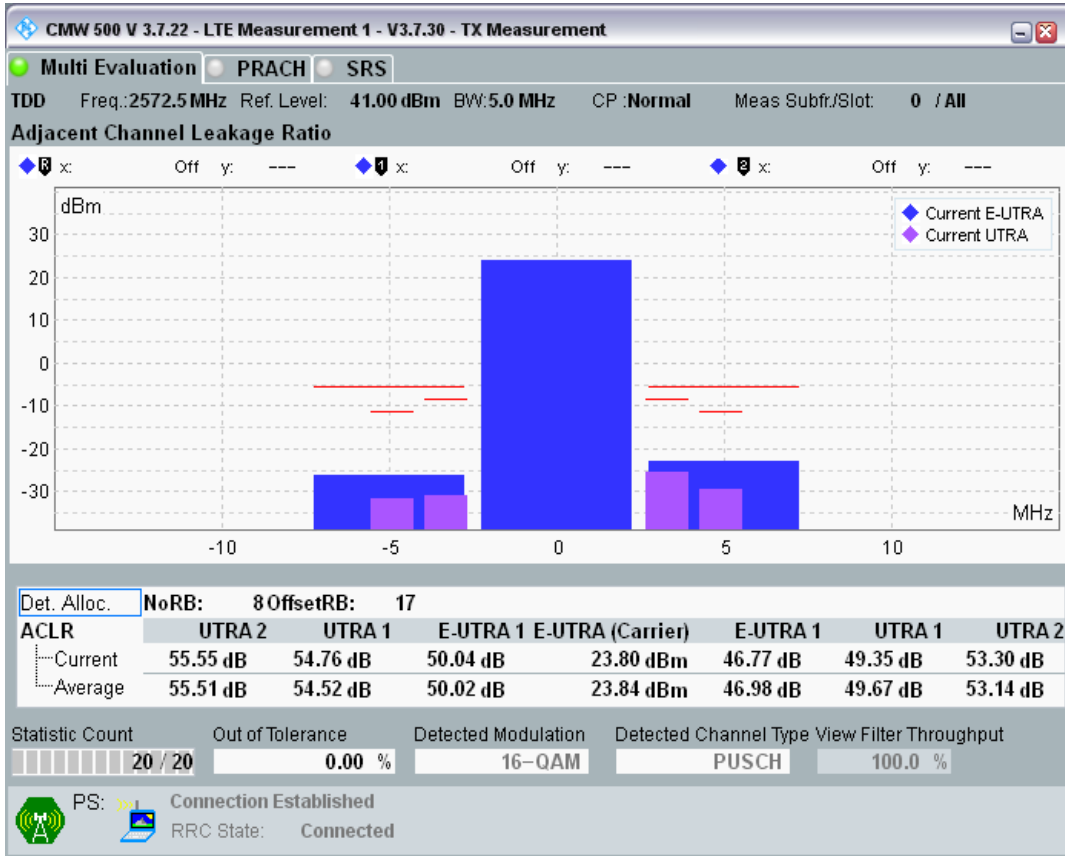 CMW 500 V 3.7.22 - LTE Measurement 1 - V3.7.30 - TX Measurement
Multi Evaluation PRACH SRS
TDD Freq.:2572.5 MHz Ref. Level: 41.00 dBm BW:5.0 MHz CP :Normal Meas Subfr./Slot: 0 / All
Adjacent Channel Leakage Ratio
R x: Off y: --- 1 x: Off y: --- 2 x: Off y: ---
dBm
Current E-UTRA
Current UTRA
30
20
10
0
-10
-20
-30
MHz
-10 -5 0 5 10
Det. Alloc. NoRB: 8 OffsetRB: 17
ACLR UTRA 2 UTRA 1 E-UTRA 1 E-UTRA (Carrier) E-UTRA 1 UTRA 1 UTRA 2
Current 55.55 dB 54.76 dB 50.04 dB 23.80 dBm 46.77 dB 49.35 dB 53.30 dB
Average 55.51 dB 54.52 dB 50.02 dB 23.84 dBm 46.98 dB 49.67 dB 53.14 dB
Statistic Count Out of Tolerance Detected Modulation Detected Channel Type View Filter Throughput
20 / 20 0.00 % 16-QAM PUSCH 100.0 %
PS: Connection Established
RRC State: Connected